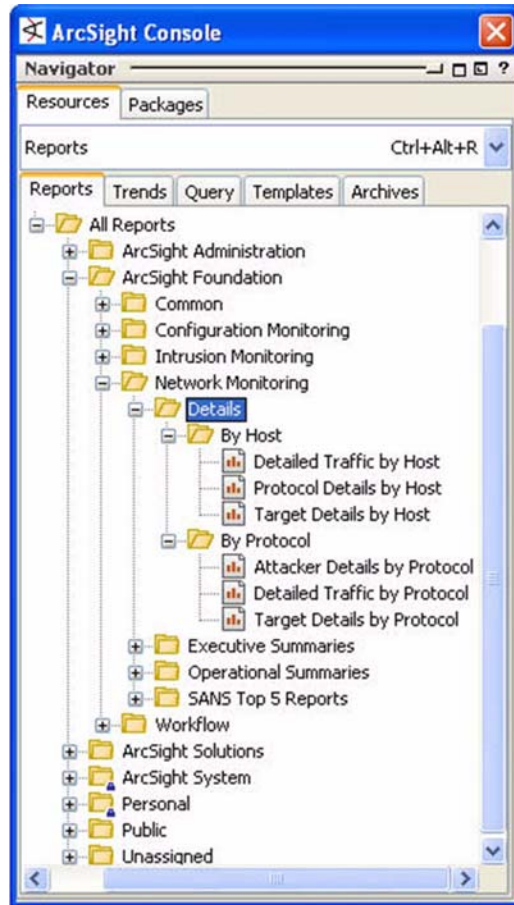 ArcSight Console
Navigator ?
Resources Packages
Reports Ctrl+Alt+R
Reports Trends Query Templates Archives
All Reports
ArcSight Administration
ArcSight Foundation
Common
Configuration Monitoring
Intrusion Monitoring
Network Monitoring
Details
By Host
Detailed Traffic by Host
Protocol Details by Host
Target Details by Host
By Protocol
Attacker Details by Protocol
Detailed Traffic by Protocol
Target Details by Protocol
Executive Summaries
Operational Summaries
SANS Top 5 Reports
Workflow
ArcSight Solutions
ArcSight System
Personal
Public
Unassigned